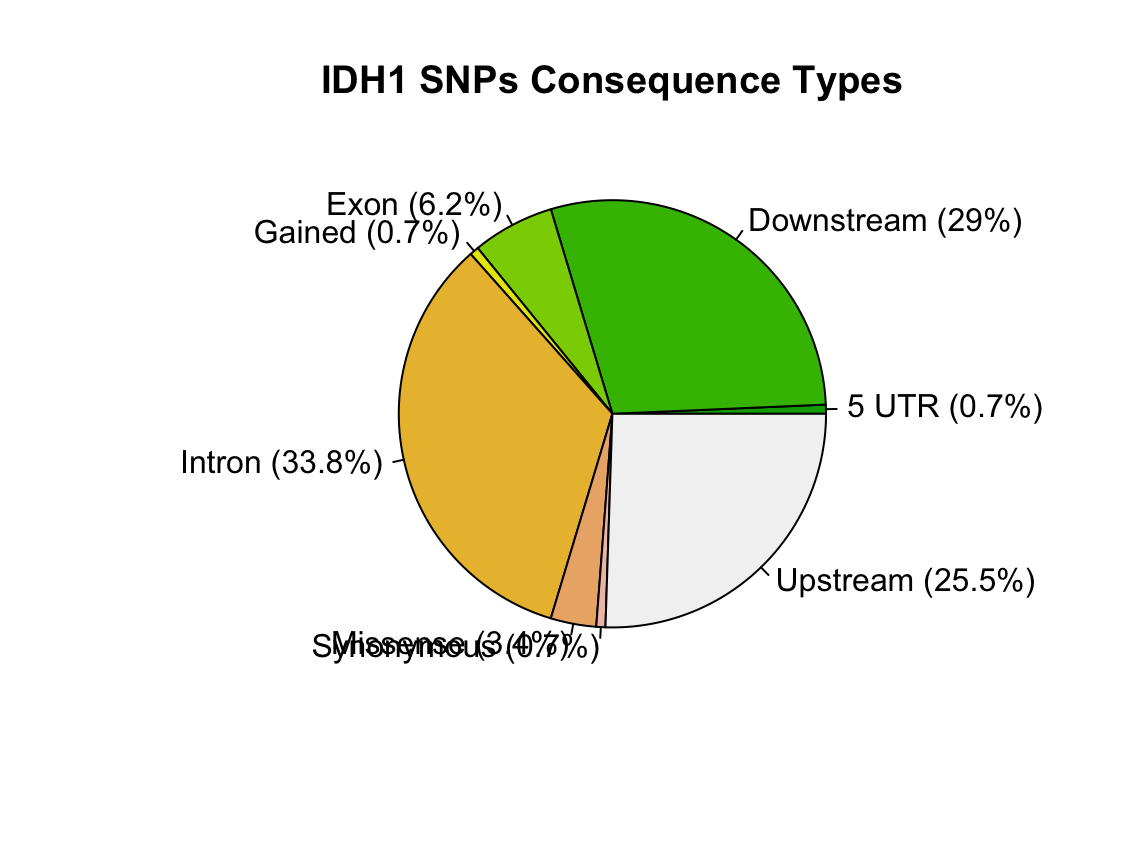 IDH1 SNPs Consequence Types
Exon (6.2%)
Downstream (29%)
Gained (0.7%)
5 UTR (0.7%)
Intron (33.8%)
Upstream (25.5%)
Missense (3.4%)
Synonymous (0.7%)